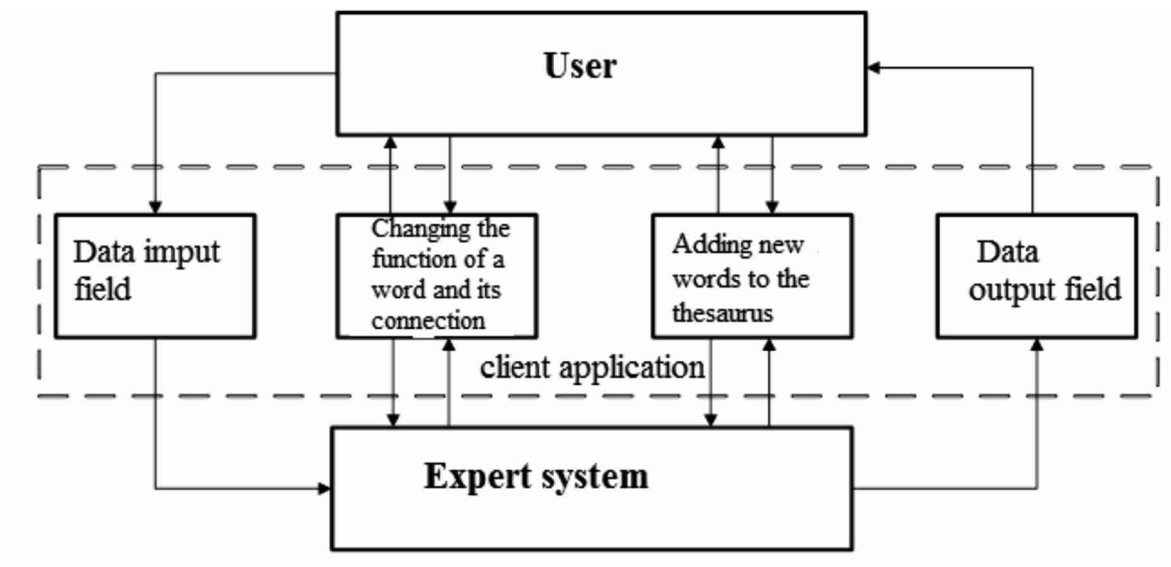 User
Data imput
field
Changing the
function of a
word and its
connection
Adding new
words to the
thesaurus
Data
output field
client application
Expert system